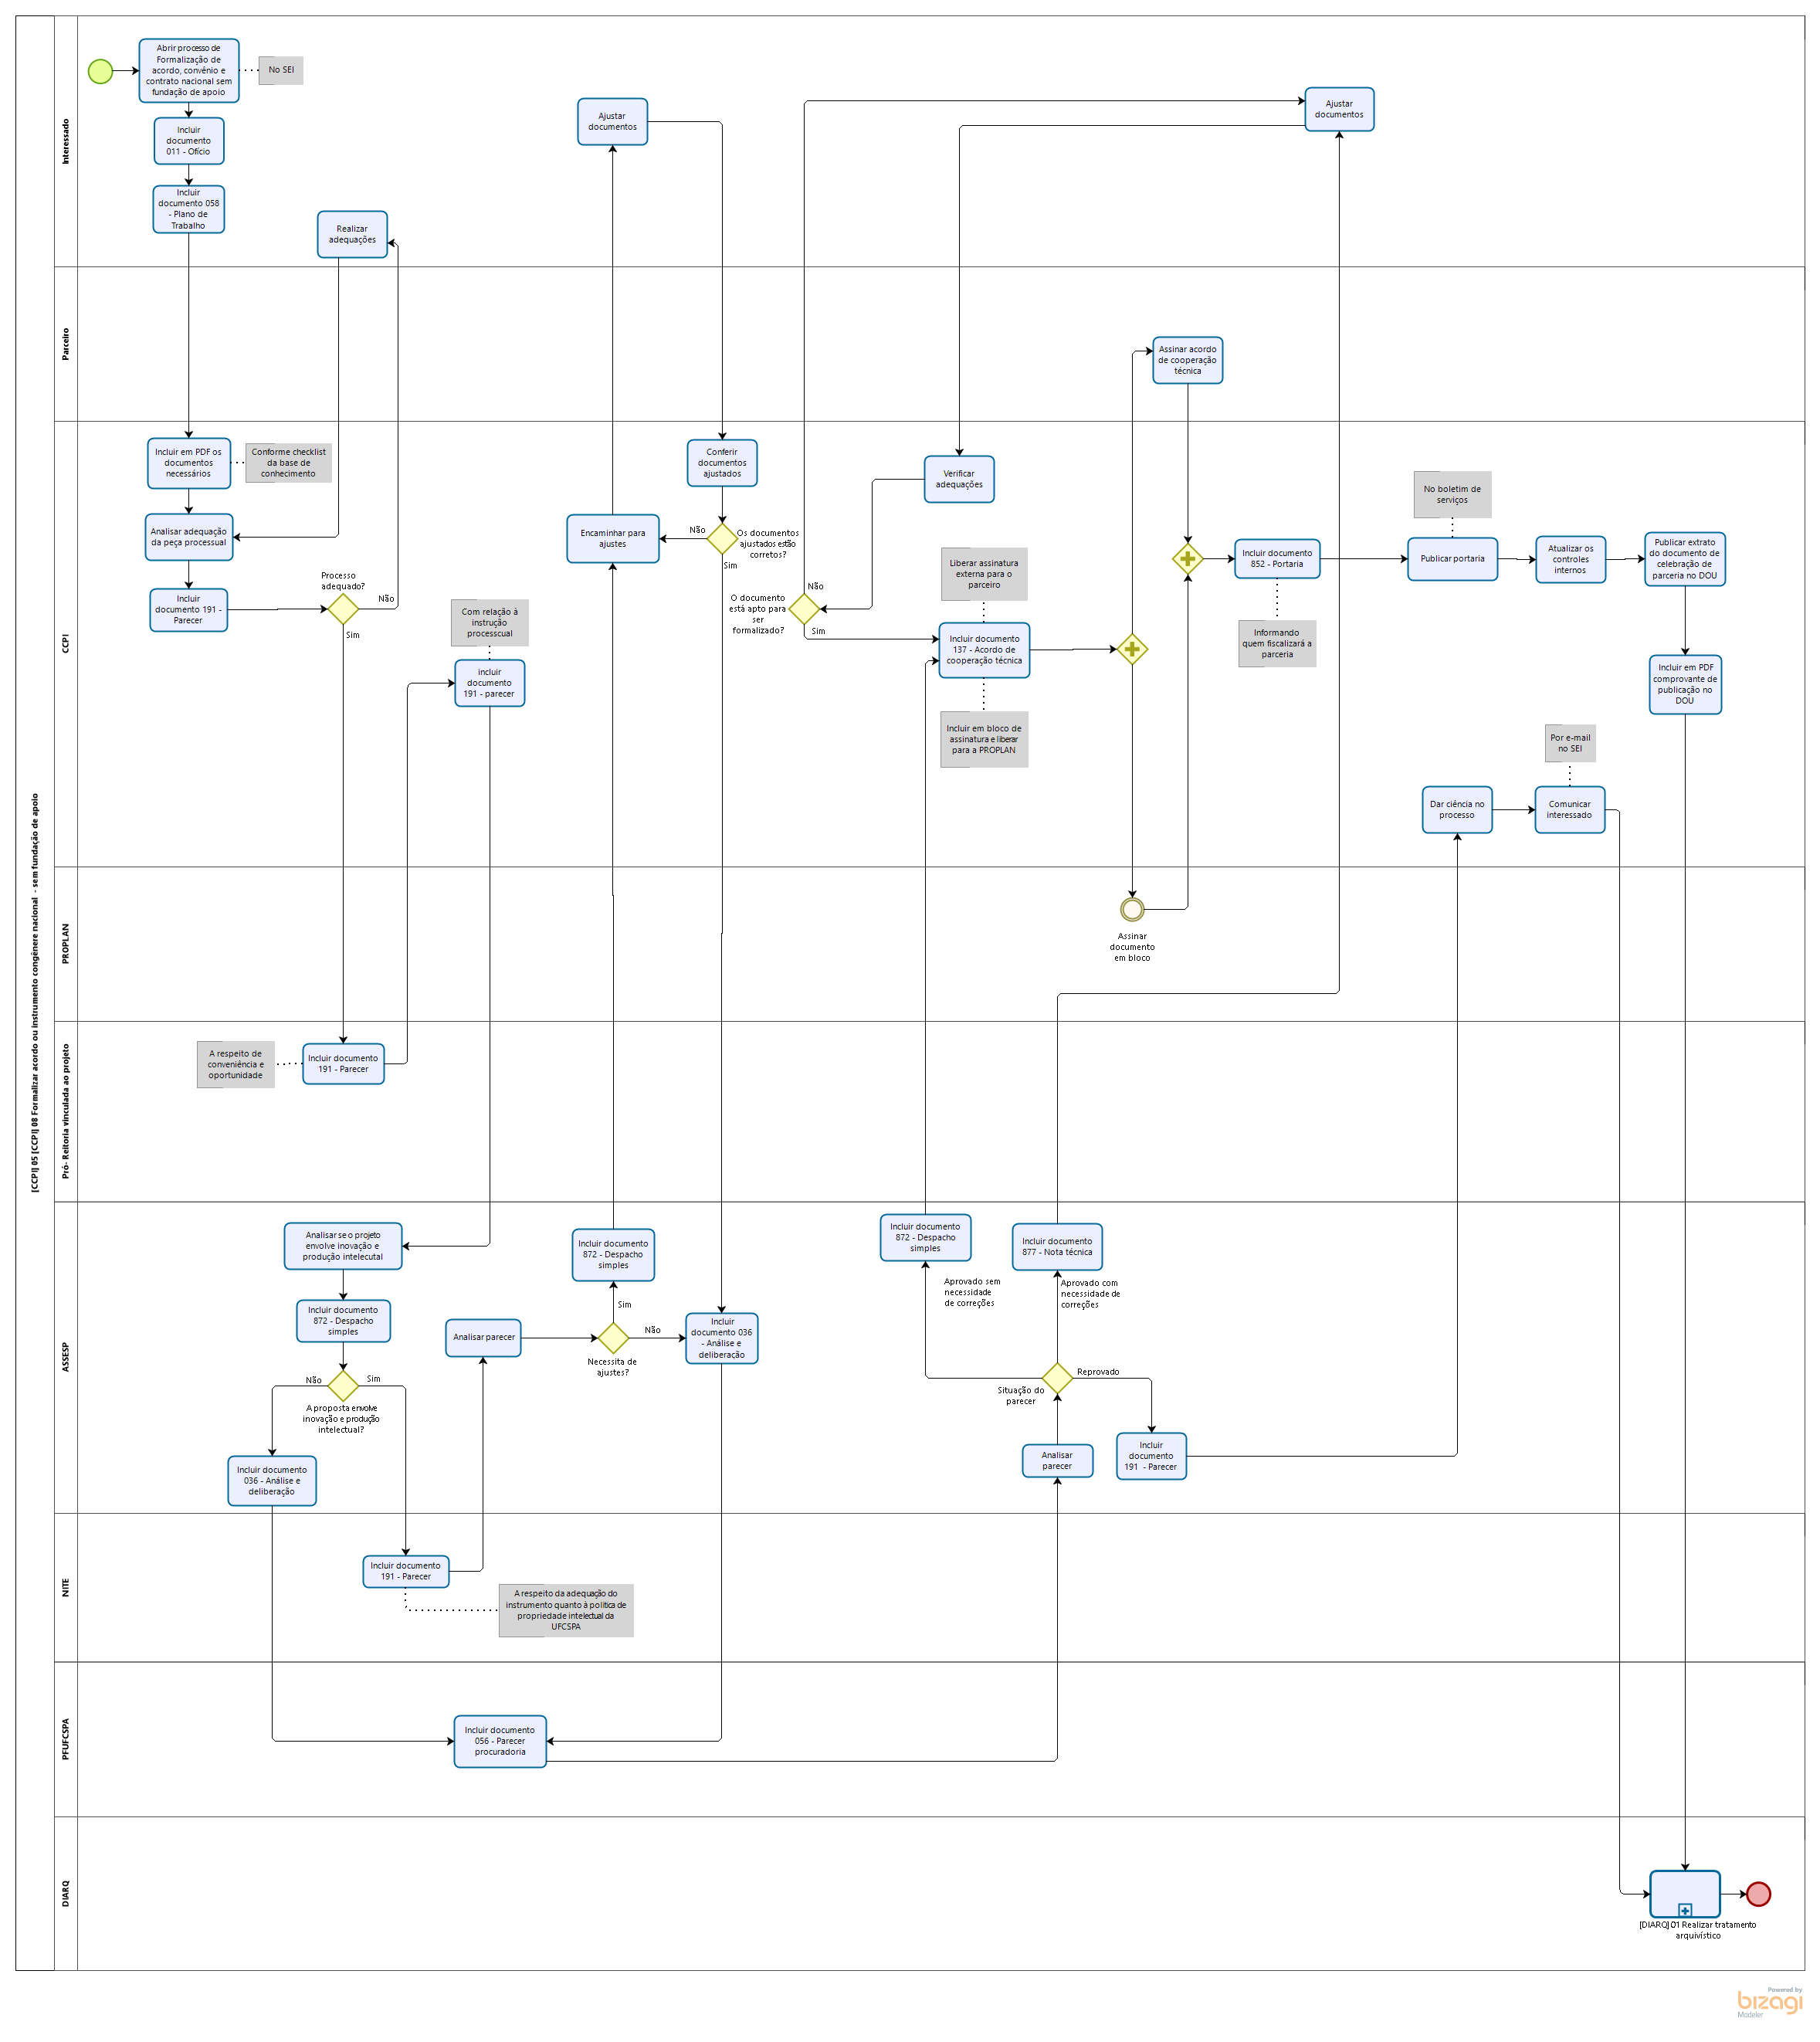 [CCPI] 05 [CCPI] 08 Formalizar acordo ou instrumento congênere nacional - sem fundação de apoio
Interessado
Abrir processo de
Formalização de
acordo, convênio e
contrato nacional sem
fundação de apoio
No SEI
Incluir
documento
011 - Ofício
Incluir
documento 058
- Plano de
Trabalho
Realizar
adequações
Ajustar
documentos
Ajustar
documentos
Parceiro
Assinar acordo
de cooperação
técnica
CCPI
Incluir em PDF os
documentos
necessários
Conforme checklist
da base de
conhecimento
Analisar adequação
da peça processual
Incluir
documento 191 -
Parecer
Processo
adequado?
Não
Sim
Com relação à
instrução
processcual
incluir
documento
191 - parecer
Encaminhar para
ajustes
Conferir
documentos
ajustados
Não
Os documentos
ajustados estão
corretos?
Sim
Verificar
adequações
Não
O documento
está apto para
ser
formalizado?
Sim
Liberar assinatura
externa para o
parceiro
Incluir documento
137 - Acordo de
cooperação técnica
Incluir em bloco de
assinatura e liberar
para a PROPLAN
Incluir documento
852 - Portaria
Informando
quem fiscalizará a
parceria
No boletim de
serviços
Publicar portaria
Atualizar os
controles
internos
Publicar extrato
do documento de
celebração de
parceria no DOU
Incluir em PDF
comprovante de
publicação no
DOU
Por e-mail
no SEI
Dar ciência no
processo
Comunicar
interessado
PROPLAN
Assinar
documento
em bloco
Pró- Reitoria vinculada ao projeto
A respeito de
conveniência e
oportunidade
Incluir documento
191 - Parecer
ASSESP
Analisar se o projeto
envolve inovação e
produção intelecutal
Incluir documento
872 - Despacho
simples
Não
Sim
A proposta envolve
inovação e produção
intelectual?
Incluir documento
036 - Análise e
deliberação
Analisar parecer
Incluir documento
872 - Despacho
simples
Sim
Não
Necessita de
ajustes?
Incluir
documento 036
- Análise e
deliberação
Incluir documento
872 - Despacho
simples
Incluir documento
877 - Nota técnica
Aprovado sem
necessidade
de correções
Aprovado com
necessidade de
correções
Reprovado
Situação do
parecer
Analisar
parecer
Incluir
documento
191 - Parecer
NITE
Incluir documento
191 - Parecer
A respeito da adequação do
instrumento quanto à política de
propriedade intelectual da
UFCSPA
PFUFCSPA
Incluir documento
056 - Parecer
procuradoria
DIARQ
[DIARQ] 01 Realizar tratamento
arquivístico
Powered by
bizagi
Modeler